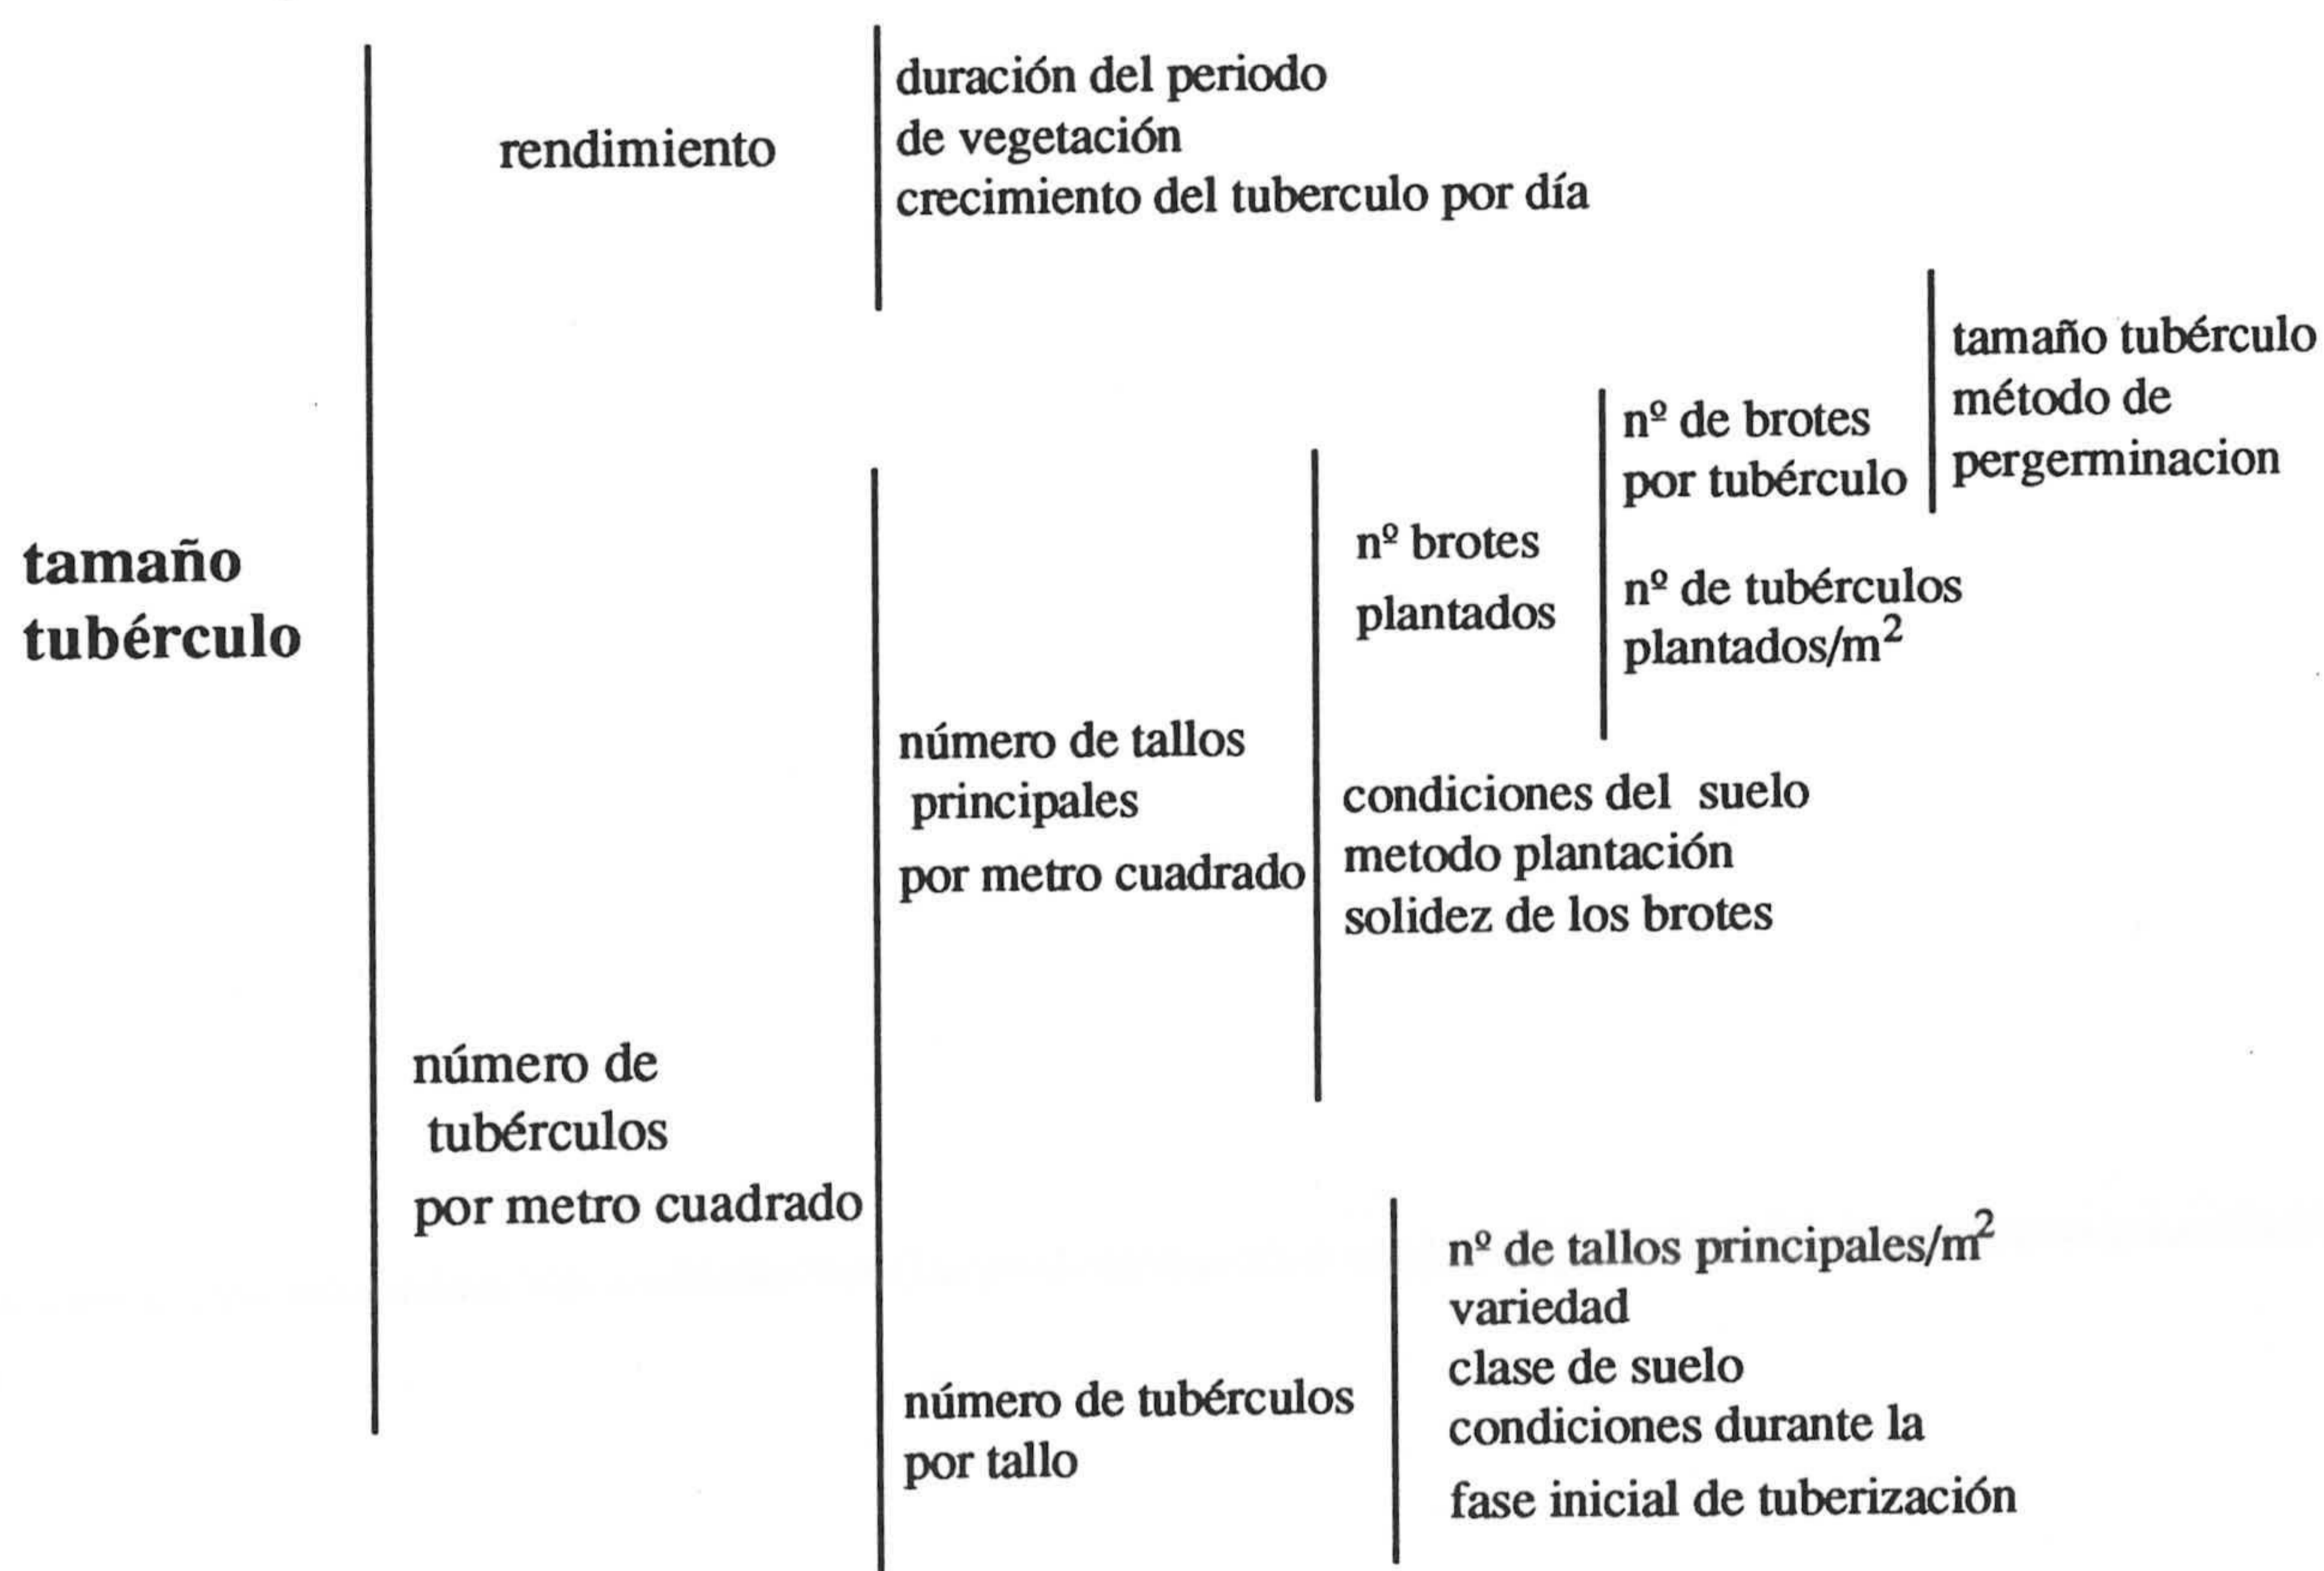 tamaño
tubérculo
rendimiento
duración del periodo
de vegetación
crecimiento del tuberculo por día
número de
tubérculos
por metro cuadrado
número de tallos
principales
por metro cuadrado
nº brotes
plantados
nº de brotes
por tubérculo
tamaño tubérculo
método de
pergerminacion
nº de tubérculos
plantados/m²
condiciones del suelo
metodo plantación
solidez de los brotes
número de tubérculos
por tallo
nº de tallos principales/m²
variedad
clase de suelo
condiciones durante la
fase inicial de tuberización